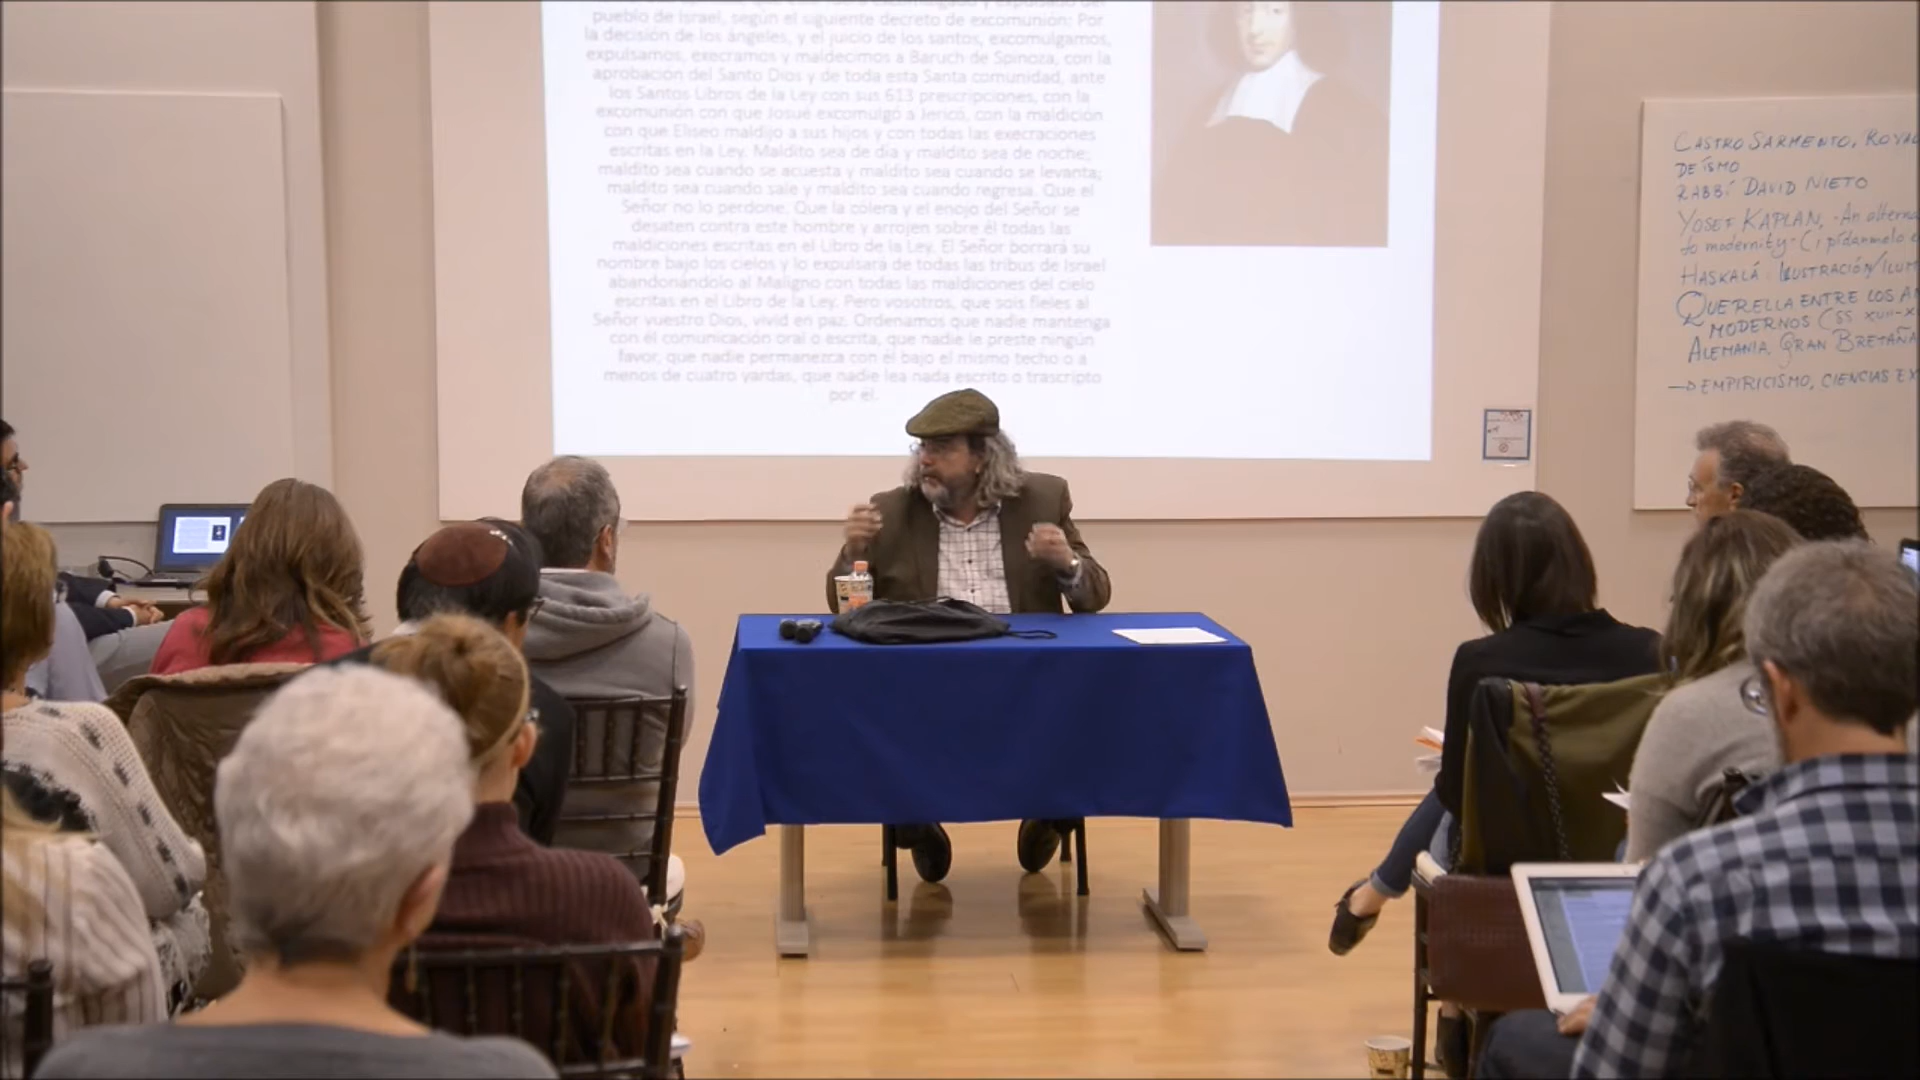 pueblo de Israel, según el siguiente decreto de excomunión: Por
la decisión de los ángeles, y el juicio de los santos, excomulgamos,
expulsamos, execramos y maldecimos a Baruch de Spinoza, con la
aprobación del Santo Dios y de toda esta Santa comunidad, ante
los Santos Libros de la Ley con sus 613 prescripciones, con la
excomunión con que Josué excomulgó a Jericó, con la maldición
con que Eliseo maldijo a sus hijos y con todas las execraciones
escritas en la Ley. Maldito sea de día y maldito sea de noche;
maldito sea cuando se acuesta y maldito sea cuando se levanta;
maldito sea cuando sale y maldito sea cuando regresa. Que el
Señor no lo perdone. Que la cólera y el enojo del Señor se
desaten contra este hombre y arrojen sobre él todas las
maldiciones escritas en el Libro de la Ley. El Señor borrará su
nombre bajo los cielos y lo expulsará de todas las tribus de Israel
abandonándolo al Maligno con todas las maldiciones del cielo
escritas en el Libro de la Ley. Pero vosotros, que sois fieles al
Señor vuestro Dios, vivid en paz. Ordenamos que nadie mantenga
con él comunicación oral o escrita, que nadie le preste ningún
favor, que nadie permanezca con él bajo el mismo techo o a
menos de cuatro yardas, que nadie lea nada escrito o trascripto
por él.
CASTRO SARMENTO, ROYAL
DEÍSMO
RABBÍ DAVID NIETO
YOSEF KAPLAN, -An alterna
to modernity- (¡pídanmelo
HASKALÁ: ILUSTRACIÓN/ILUM
QUERELLA ENTRE LOS
MODERNOS (SS XVII-X
ALEMANIA, GRAN BRETAÑA
EMPIRICISMO, CIENCIAS EX